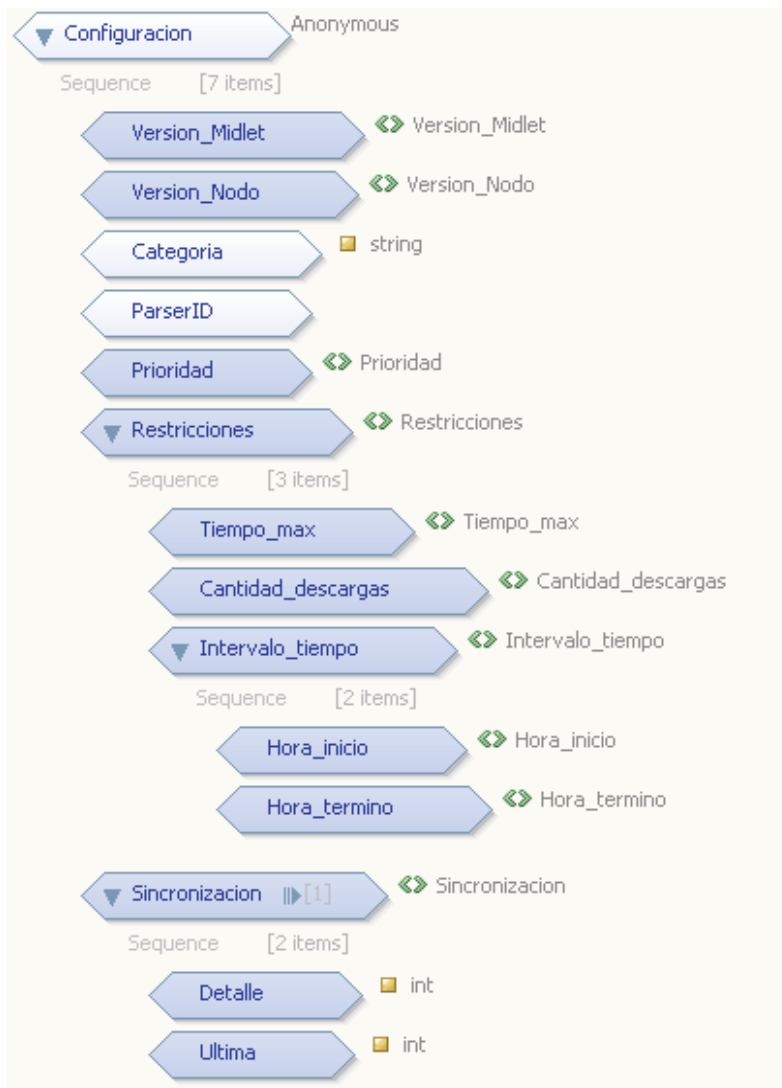 Configuracion Anonymous
Sequence [7 items]
Version_Midlet Version_Midlet
Version_Nodo Version_Nodo
Categoria string
ParserID
Prioridad Prioridad
Restricciones Restricciones
Sequence [3 items]
Tiempo_max Tiempo_max
Cantidad_descargas Cantidad_descargas
Intervalo_tiempo Intervalo_tiempo
Sequence [2 items]
Hora_inicio Hora_inicio
Hora_termino Hora_termino
Sincronizacion [1] Sincronizacion
Sequence [2 items]
Detalle int
Ultima int